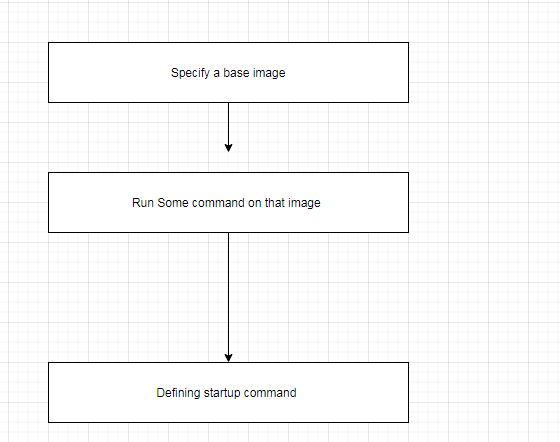 Specify a base image
Run Some command on that image
Defining startup command